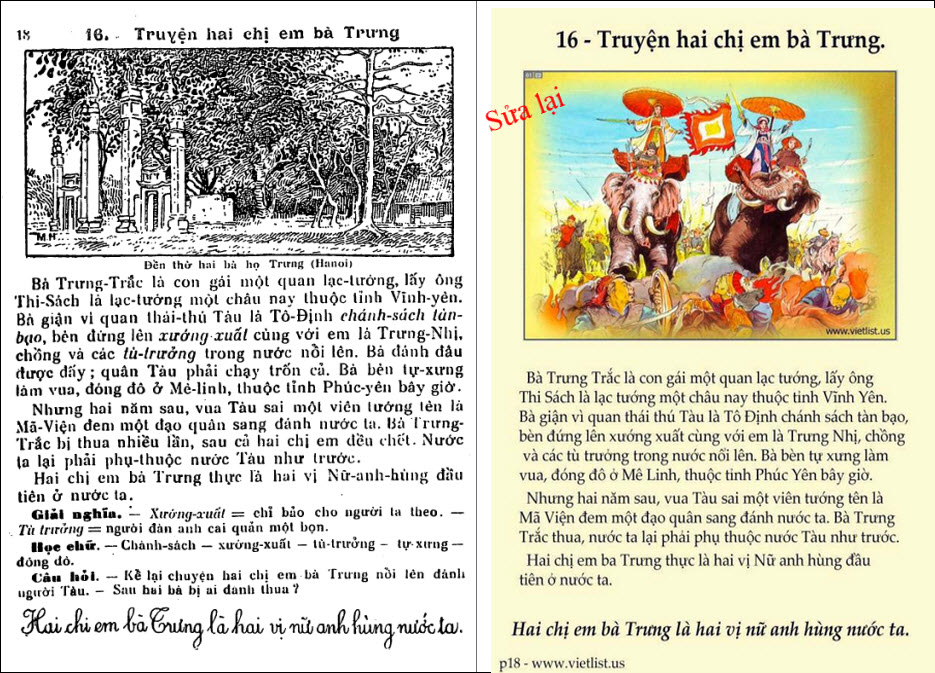 18 16. - Truyện hai chị em bà Trưng
M H
Đền thờ hai bà họ Trưng (Hanoi)
Bà Trưng-Trắc là con gái một quan lạc-tướng, lấy ông
Thi-Sách là lạc-tướng một châu nay thuộc tỉnh Vĩnh-yên.
Bà giận vì quan thái-thú Tàu là Tô-Định chánh-sách tàn-
bạo, bèn đứng lên xướng-xuất cùng với em là Trưng-Nhị,
chồng và các tù-trưởng trong nước nổi lên. Bà đánh đâu
được đấy ; quân Tàu phải chạy trốn cả. Bà bèn tự-xưng
làm vua, đóng đô ở Mê-linh, thuộc tỉnh Phúc-yên bây giờ.
Nhưng hai năm sau, vua Tàu sai một viên tướng tên là
Mã-Viện đem một đạo quân sang đánh nước ta. Bà Trưng-
Trắc bị thua nhiều lần, sau cả hai chị em đều chết. Nước
ta lại phải phụ-thuộc nước Tàu như trước.
Hai chị em bà Trưng thực là hai vị Nữ-anh-hùng đầu
tiên ở nước ta.
Giải nghĩa. — Xướng-xuất = chỉ bảo cho người ta theo. —
Tù trưởng = người đàn anh cai quản một bọn.
Học chữ. — Chánh-sách — xướng-xuất — tù-trưởng — tự-xưng —
đóng đô.
Câu hỏi. — Kể lại chuyện hai chị em bà Trưng nổi lên đánh
người Tàu. — Sau hai bà bị ai đánh thua ?
Hai chị em bà Trưng là hai vị nữ anh hùng nước ta.
16 - Truyện hai chị em bà Trưng.
Sửa lại
www.vietlist.us
Bà Trưng Trắc là con gái một quan lạc tướng, lấy ông
Thi Sách là lạc tướng một châu nay thuộc tỉnh Vĩnh Yên.
Bà giận vì quan thái thú Tàu là Tô Định chánh sách tàn bạo,
bèn đứng lên xướng xuất cùng với em là Trưng Nhị, chồng
và các tù trưởng trong nước nổi lên. Bà bèn tự xưng làm
vua, đóng đô ở Mê Linh, thuộc tỉnh Phúc Yên bây giờ.
Nhưng hai năm sau, vua Tàu sai một viên tướng tên là
Mã Viện đem một đạo quân sang đánh nước ta. Bà Trưng
Trắc thua, nước ta lại phải phụ thuộc nước Tàu như trước.
Hai chị em ba Trưng thực là hai vị Nữ anh hùng đầu
tiên ở nước ta.
Hai chị em bà Trưng là hai vị nữ anh hùng nước ta.
p18 - www.vietlist.us